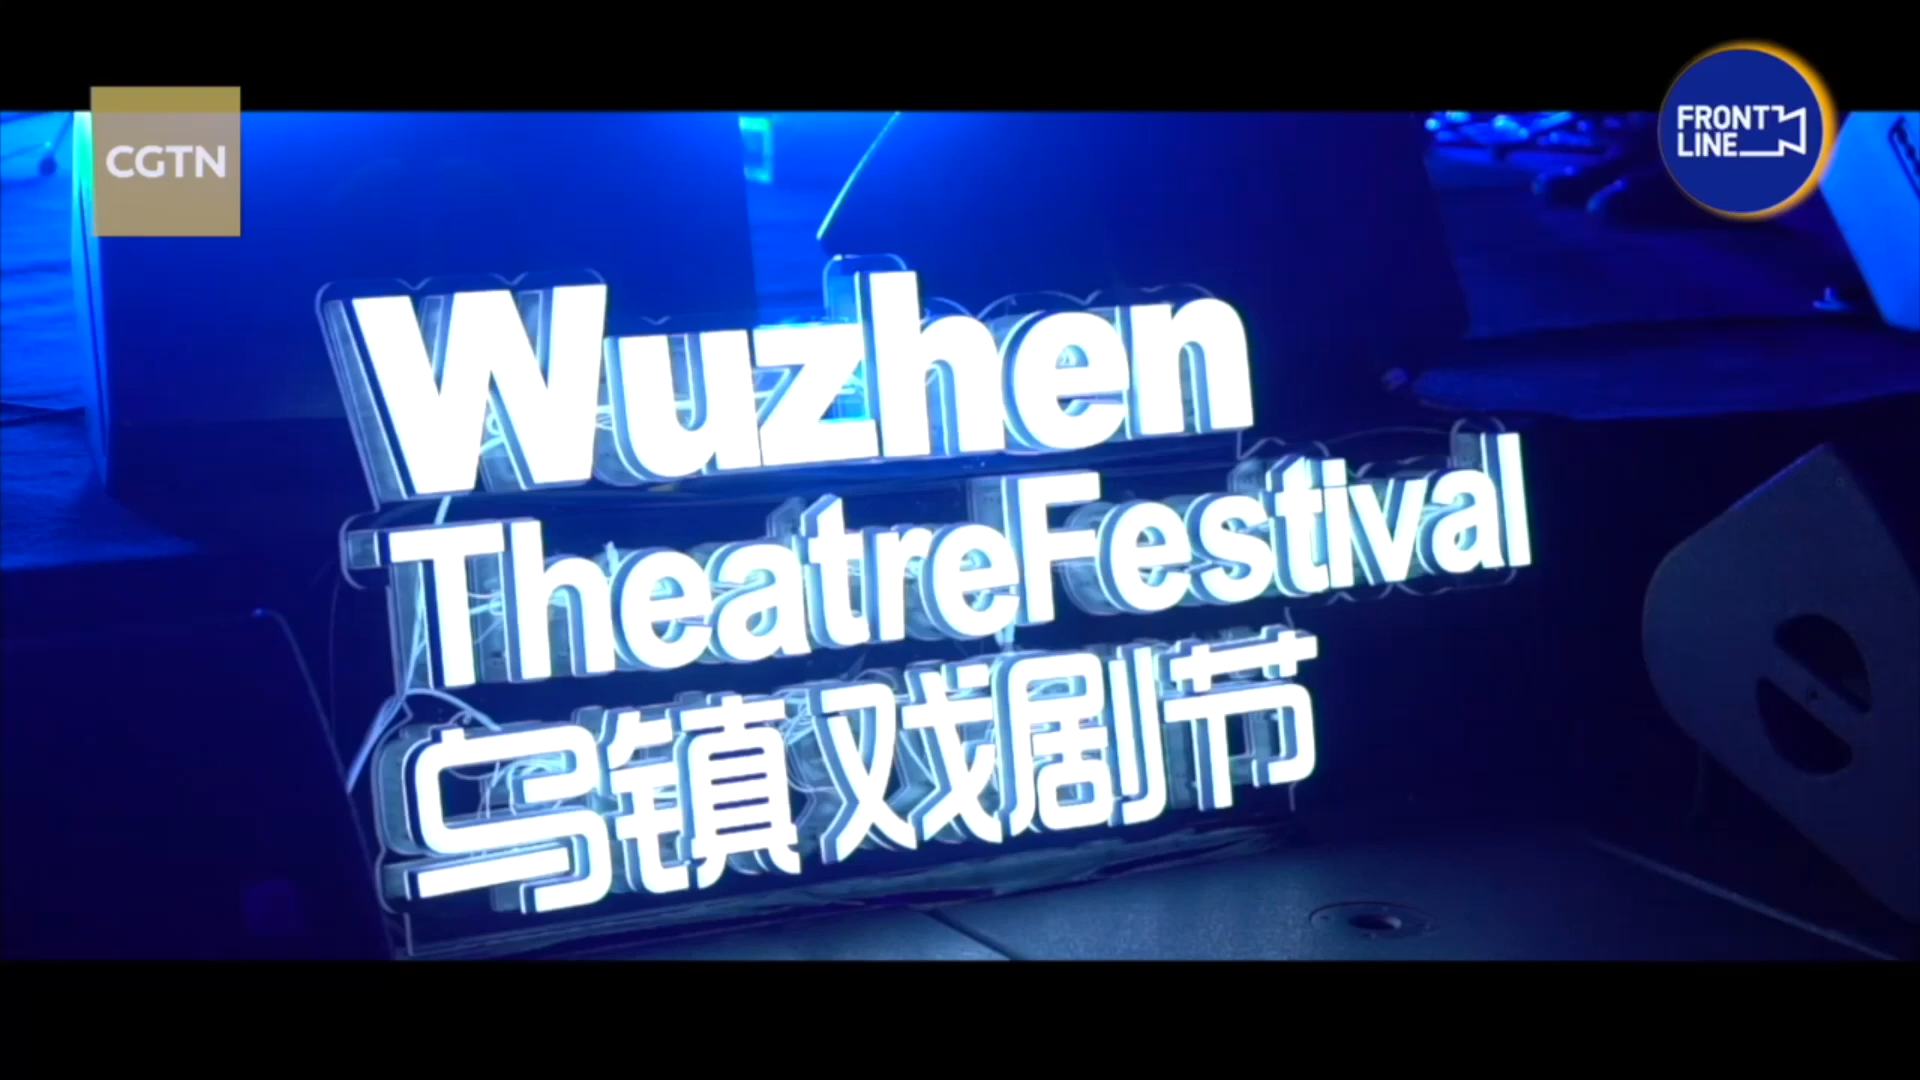 CGTN
FRONT
LINE
Wuzhen
TheatreFestival
乌镇戏剧节